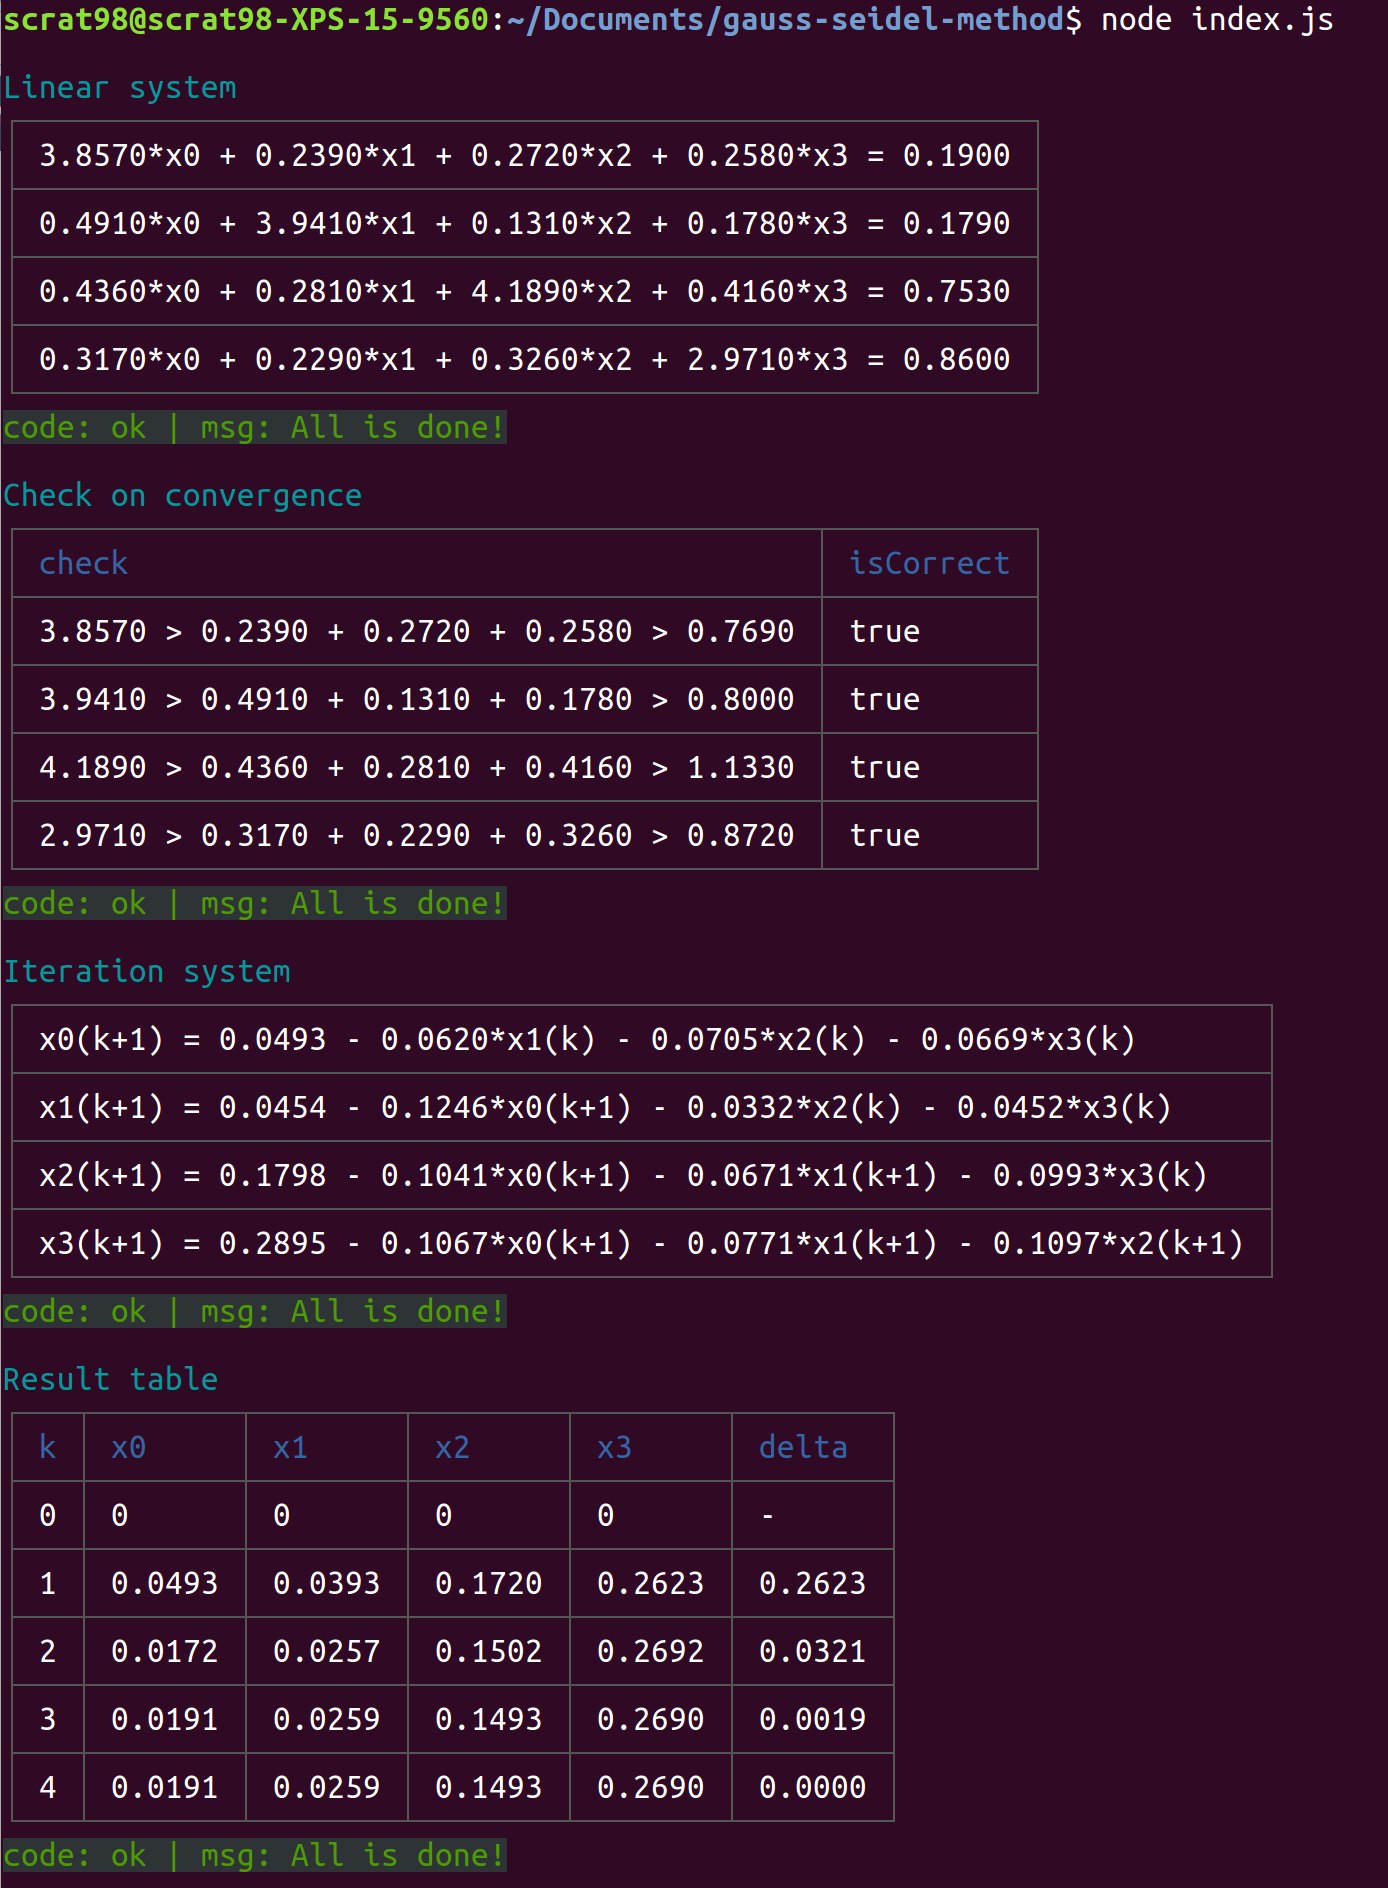 scrat98@scrat98-XPS-15-9560:~/Documents/gauss-seidel-method$ node index.js
Linear system
3.8570*x0 + 0.2390*x1 + 0.2720*x2 + 0.2580*x3 = 0.1900
0.4910*x0 + 3.9410*x1 + 0.1310*x2 + 0.1780*x3 = 0.1790
0.4360*x0 + 0.2810*x1 + 4.1890*x2 + 0.4160*x3 = 0.7530
0.3170*x0 + 0.2290*x1 + 0.3260*x2 + 2.9710*x3 = 0.8600
code: ok | msg: All is done!
Check on convergence
check isCorrect
3.8570 > 0.2390 + 0.2720 + 0.2580 > 0.7690 true
3.9410 > 0.4910 + 0.1310 + 0.1780 > 0.8000 true
4.1890 > 0.4360 + 0.2810 + 0.4160 > 1.1330 true
2.9710 > 0.3170 + 0.2290 + 0.3260 > 0.8720 true
code: ok | msg: All is done!
Iteration system
x0(k+1) = 0.0493 - 0.0620*x1(k) - 0.0705*x2(k) - 0.0669*x3(k)
x1(k+1) = 0.0454 - 0.1246*x0(k+1) - 0.0332*x2(k) - 0.0452*x3(k)
x2(k+1) = 0.1798 - 0.1041*x0(k+1) - 0.0671*x1(k+1) - 0.0993*x3(k)
x3(k+1) = 0.2895 - 0.1067*x0(k+1) - 0.0771*x1(k+1) - 0.1097*x2(k+1)
code: ok | msg: All is done!
Result table
k x0 x1 x2 x3 delta
0 0 0 0 0 -
1 0.0493 0.0393 0.1720 0.2623 0.2623
2 0.0172 0.0257 0.1502 0.2692 0.0321
3 0.0191 0.0259 0.1493 0.2690 0.0019
4 0.0191 0.0259 0.1493 0.2690 0.0000
code: ok | msg: All is done!